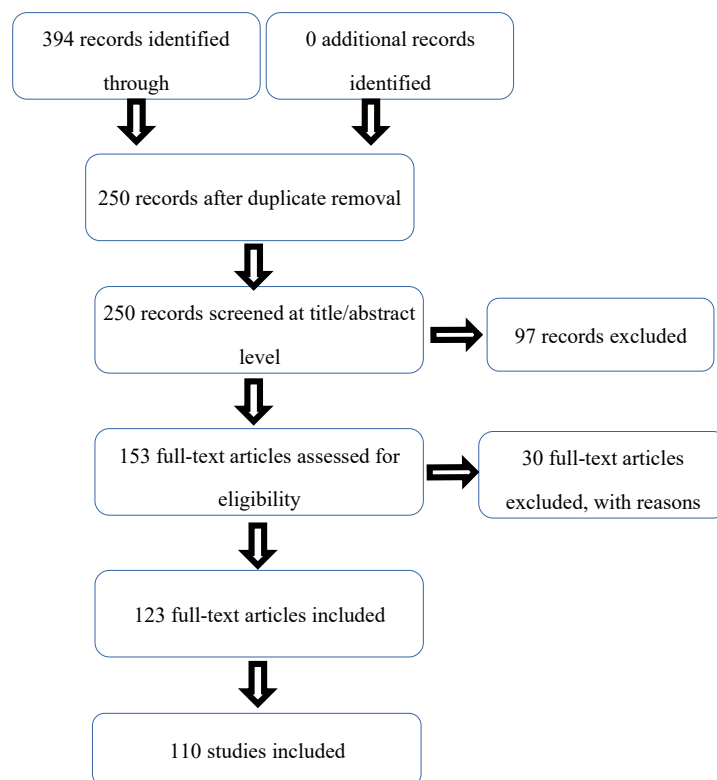 394 records identified
through
0 additional records
identified
250 records after duplicate removal
250 records screened at title/abstract
level
97 records excluded
153 full-text articles assessed for
eligibility
30 full-text articles
excluded, with reasons
123 full-text articles included
110 studies included